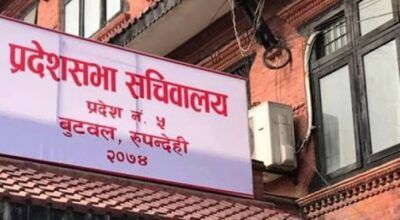 प्रदेशसभा सचिवालय
प्रदेश नं. ५
बुटवल, रुपन्देही
२०७४